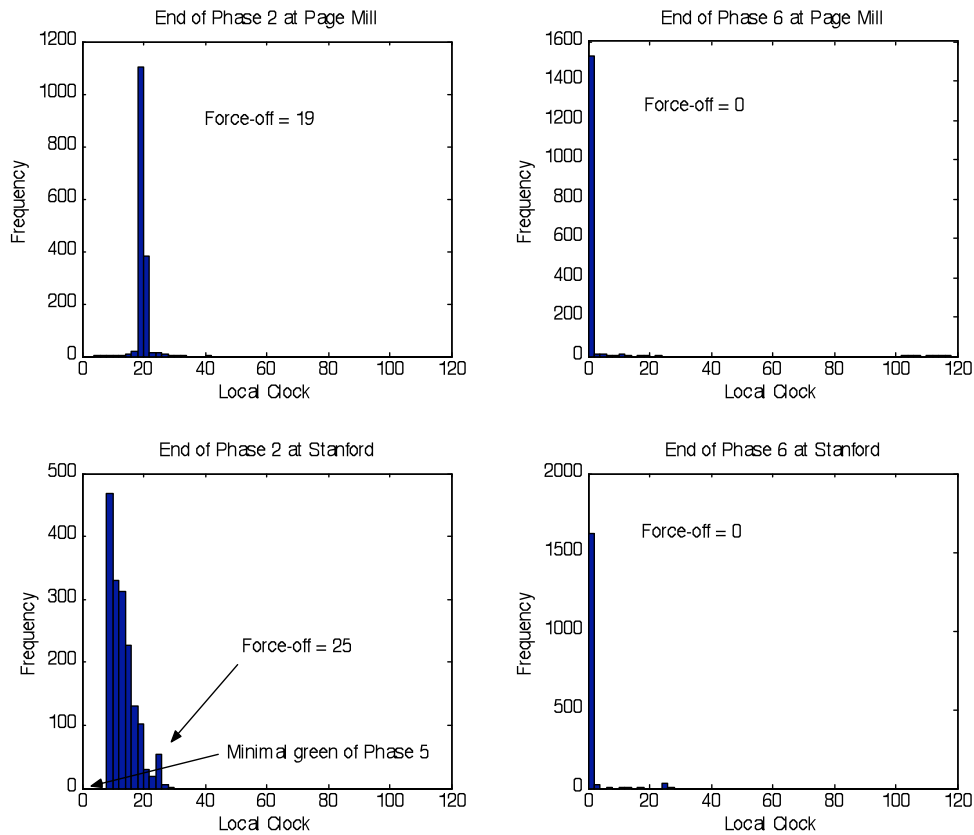 End of Phase 2 at Page Mill
1200
1000
800
600
400
200
0
Frequency
Force-off = 19
0 20 40 60 80 100 120
Local Clock
End of Phase 6 at Page Mill
1600
1400
1200
1000
800
600
400
200
0
Frequency
Force-off = 0
0 20 40 60 80 100 120
Local Clock
End of Phase 2 at Stanford
500
400
300
200
100
0
Frequency
Force-off = 25
Minimal green of Phase 5
0 20 40 60 80 100 120
Local Clock
End of Phase 6 at Stanford
2000
1500
1000
500
0
Frequency
Force-off = 0
0 20 40 60 80 100 120
Local Clock